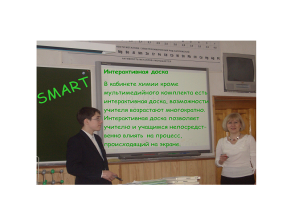 SMART
Интерактивная доска
В кабинете химии кроме
мультимедийного комплекта есть
интерактивная доска, возможности
учителя возрастают многократно.
Интерактивная доска позволяет
учителю и учащимся непосредст-
венно влиять на процесс,
происходящий на экране.